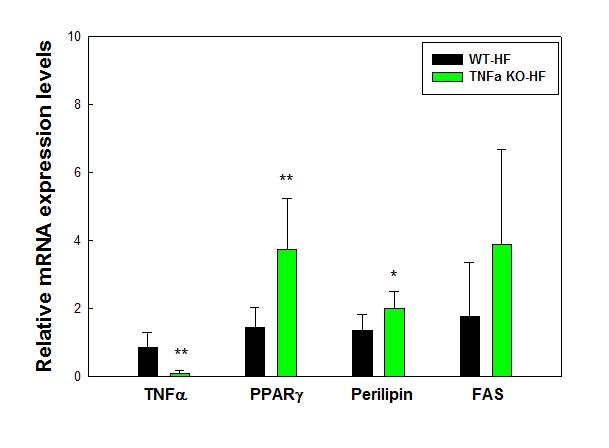 Relative mRNA expression levels
10
8
6
4
2
0
WT-HF
TNFa KO-HF
**
**
*
TNFα PPARγ Perilipin FAS